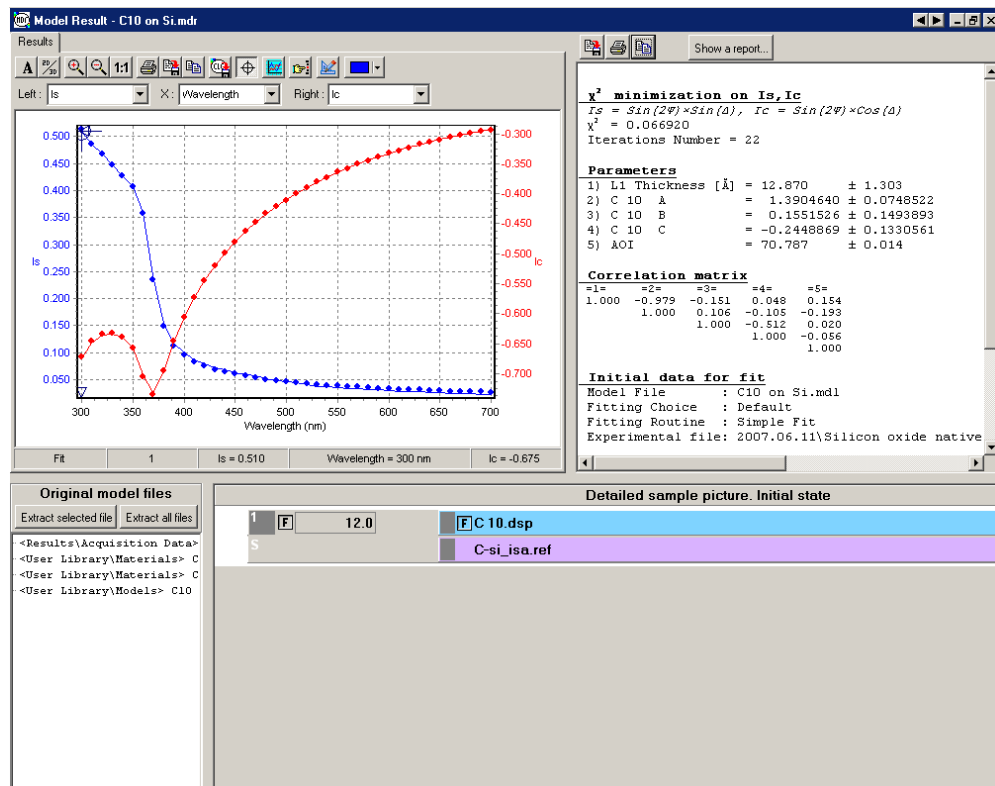 Model Result - C10 on Si.mdr
Results
A 2D/3D 1:1
Left : Is X : Wavelength Right : Ic
0.500
0.450
0.400
0.350
0.300
0.250
0.200
0.150
0.100
0.050
Is
-0.300
-0.350
-0.400
-0.450
-0.500
-0.550
-0.600
-0.650
-0.700
Ic
300 350 400 450 500 550 600 650 700
Wavelength (nm)
Fit 1 Is = 0.510 Wavelength = 300 nm Ic = -0.675
Show a report...
χ² minimization on Is,Ic
Is = Sin(2Ψ)×Sin(Δ), Ic = Sin(2Ψ)×Cos(Δ)
χ² = 0.066920
Iterations Number = 22
Parameters
1) L1 Thickness [Å] = 12.870 ± 1.303
2) C 10 A = 1.3904640 ± 0.0748522
3) C 10 B = 0.1551526 ± 0.1493893
4) C 10 C = -0.2448869 ± 0.1330561
5) AOI = 70.787 ± 0.014
Correlation matrix
=1= =2= =3= =4= =5=
1.000 -0.979 -0.151 0.048 0.154
1.000 0.106 -0.105 -0.193
1.000 -0.512 0.020
1.000 -0.056
1.000
Initial data for fit
Model File : C10 on Si.mdl
Fitting Choice : Default
Fitting Routine : Simple Fit
Experimental file: 2007.06.11\Silicon oxide native
Original model files
Extract selected file Extract all files
<Results\Acquisition Data>
<User Library\Materials> C
<User Library\Materials> C
<User Library\Models> C10
Detailed sample picture. Initial state
1 F 12.0 F C 10.dsp
S C-si_isa.ref